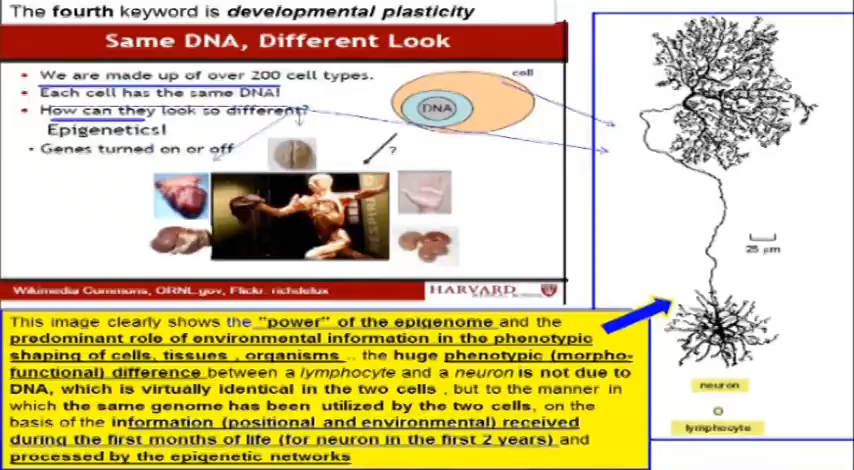 The fourth keyword is developmental plasticity
Same DNA, Different Look
• We are made up of over 200 cell types.
• Each cell has the same DNA!
• How can they look so different?
Epigenetics!
• Genes turned on or off
cell
DNA
?
25 µm
Wikimedia Commons, ORNL.gov, Flickr: richdelux
HARVARD
MEDICAL SCHOOL
This image clearly shows the "power" of the epigenome and the
predominant role of environmental information in the phenotypic
shaping of cells, tissues , organisms .. the huge phenotypic (morpho-
functional) difference between a lymphocyte and a neuron is not due to
DNA, which is virtually identical in the two cells , but to the manner in
which the same genome has been utilized by the two cells, on the
basis of the information (positional and environmental) received
during the first months of life (for neuron in the first 2 years) and
processed by the epigenetic networks
neuron
lymphocyte